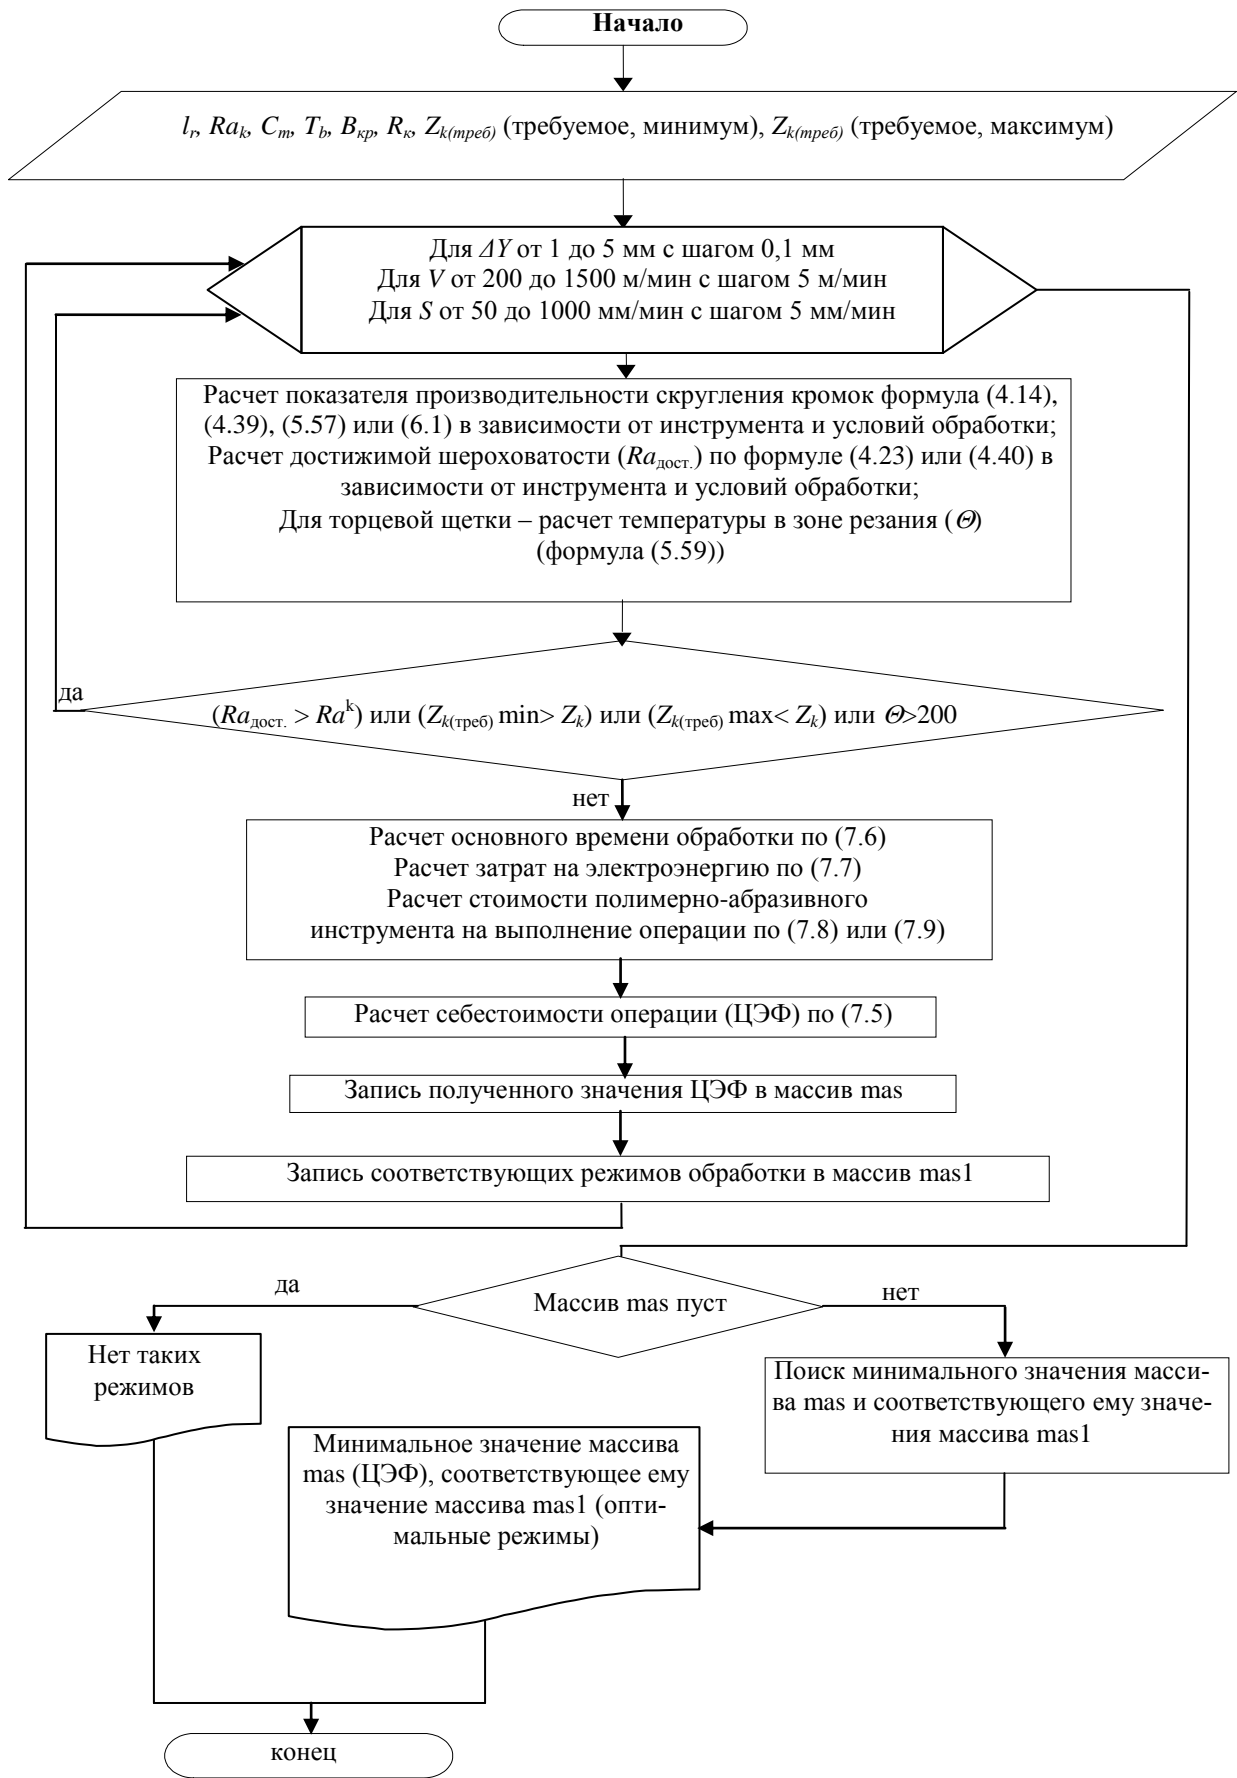 Начало
l_r, Ra_k, C_m, T_b, B_кр, R_к, Z_k(треб) (требуемое, минимум), Z_k(треб) (требуемое, максимум)
Для ΔY от 1 до 5 мм с шагом 0,1 мм
Для V от 200 до 1500 м/мин с шагом 5 м/мин
Для S от 50 до 1000 мм/мин с шагом 5 мм/мин
Расчет показателя производительности скругления кромок формула (4.14),
(4.39), (5.57) или (6.1) в зависимости от инструмента и условий обработки;
Расчет достижимой шероховатости (Ra_дост.) по формуле (4.23) или (4.40) в
зависимости от инструмента и условий обработки;
Для торцевой щетки – расчет температуры в зоне резания (Θ)
(формула (5.59))
да
(Ra_дост. > Ra^k) или (Z_k(треб) min> Z_k) или (Z_k(треб) max< Z_k) или Θ>200
нет
Расчет основного времени обработки по (7.6)
Расчет затрат на электроэнергию по (7.7)
Расчет стоимости полимерно-абразивного
инструмента на выполнение операции по (7.8) или (7.9)
Расчет себестоимости операции (ЦЭФ) по (7.5)
Запись полученного значения ЦЭФ в массив mas
Запись соответствующих режимов обработки в массив mas1
да
Массив mas пуст
нет
Нет таких
режимов
Поиск минимального значения масси-
ва mas и соответствующего ему значе-
ния массива mas1
Минимальное значение массива
mas (ЦЭФ), соответствующее ему
значение массива mas1 (опти-
мальные режимы)
конец